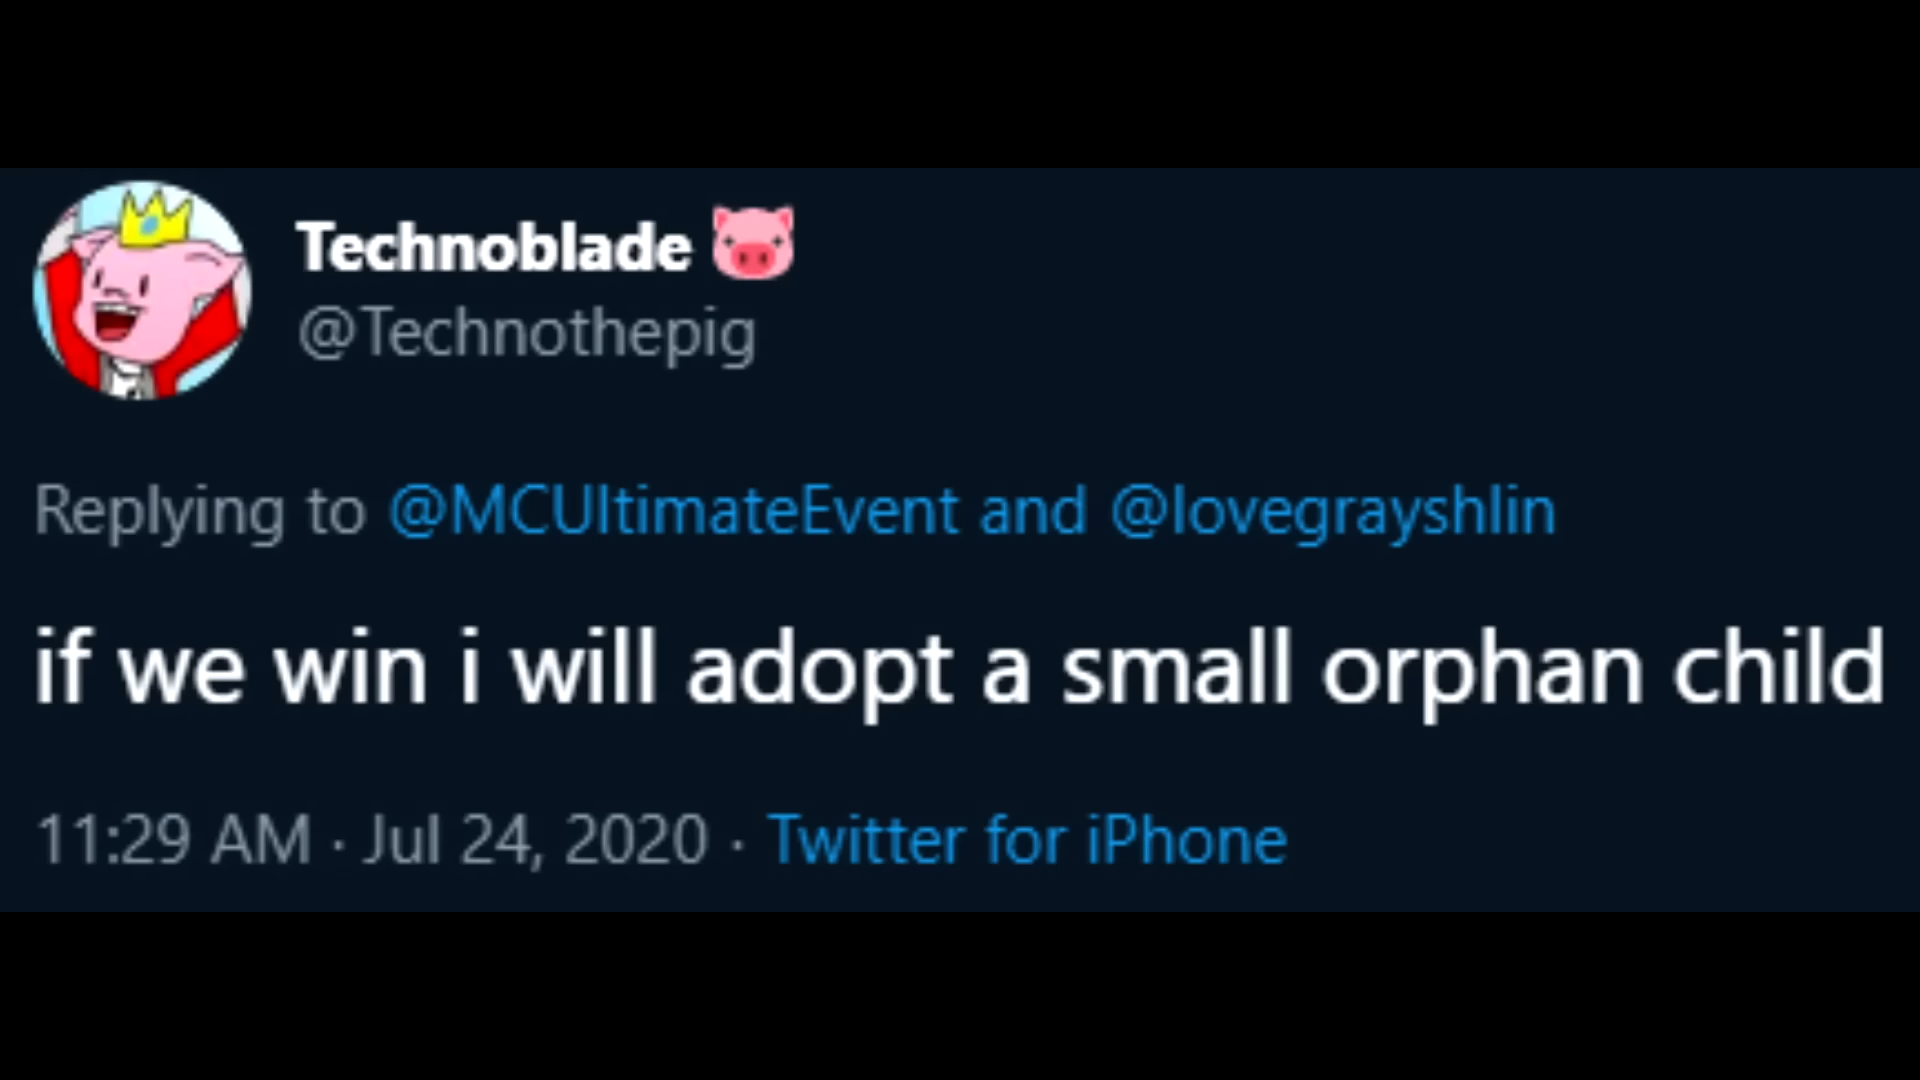 Technoblade 🐷
@Technothepig
Replying to @MCUltimateEvent and @lovegrayshlin
if we win i will adopt a small orphan child
11:29 AM · Jul 24, 2020 · Twitter for iPhone